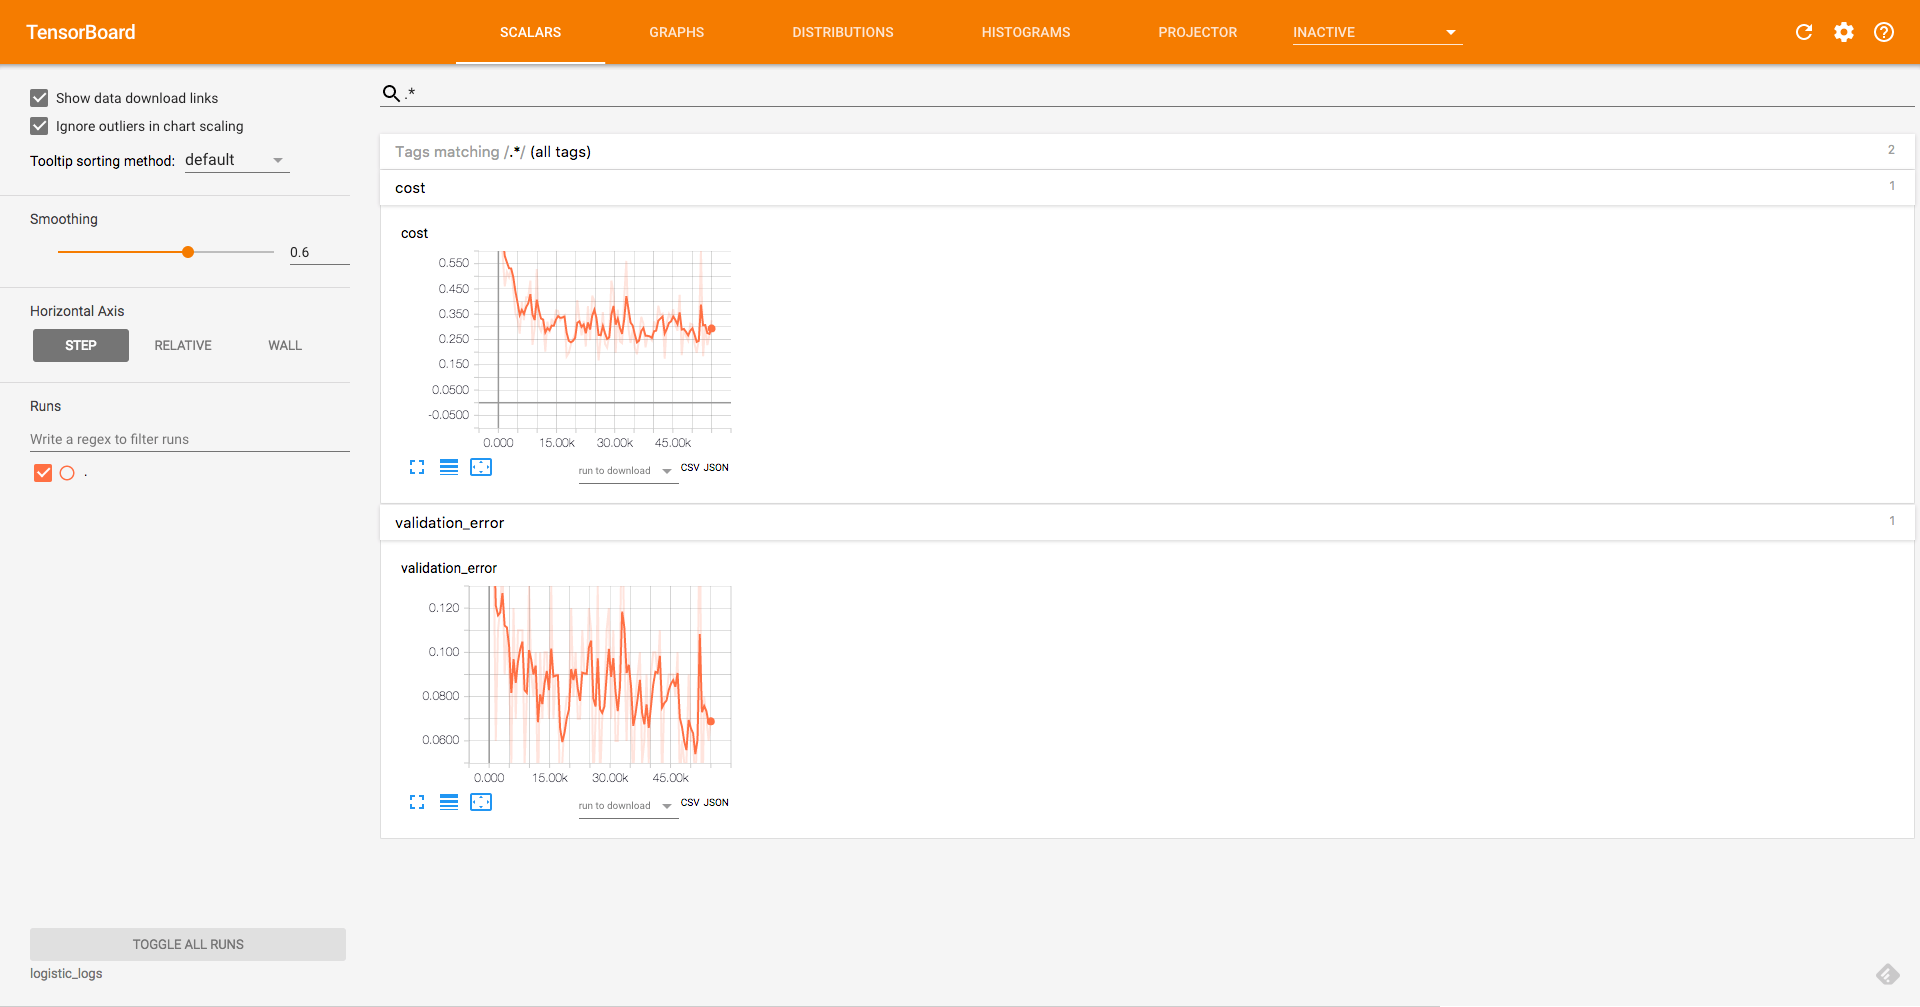 TensorBoard
SCALARS
GRAPHS
DISTRIBUTIONS
HISTOGRAMS
PROJECTOR
INACTIVE
Show data download links
Ignore outliers in chart scaling
Tooltip sorting method: default
Smoothing
0.6
Horizontal Axis
STEP
RELATIVE
WALL
Runs
Write a regex to filter runs
.
TOGGLE ALL RUNS
logistic_logs
.*
Tags matching /.*/ (all tags)
2
cost
1
cost
0.550
0.450
0.350
0.250
0.150
0.0500
-0.0500
0.000 15.00k 30.00k 45.00k
run to download CSV JSON
validation_error
1
validation_error
0.120
0.100
0.0800
0.0600
0.000 15.00k 30.00k 45.00k
run to download CSV JSON